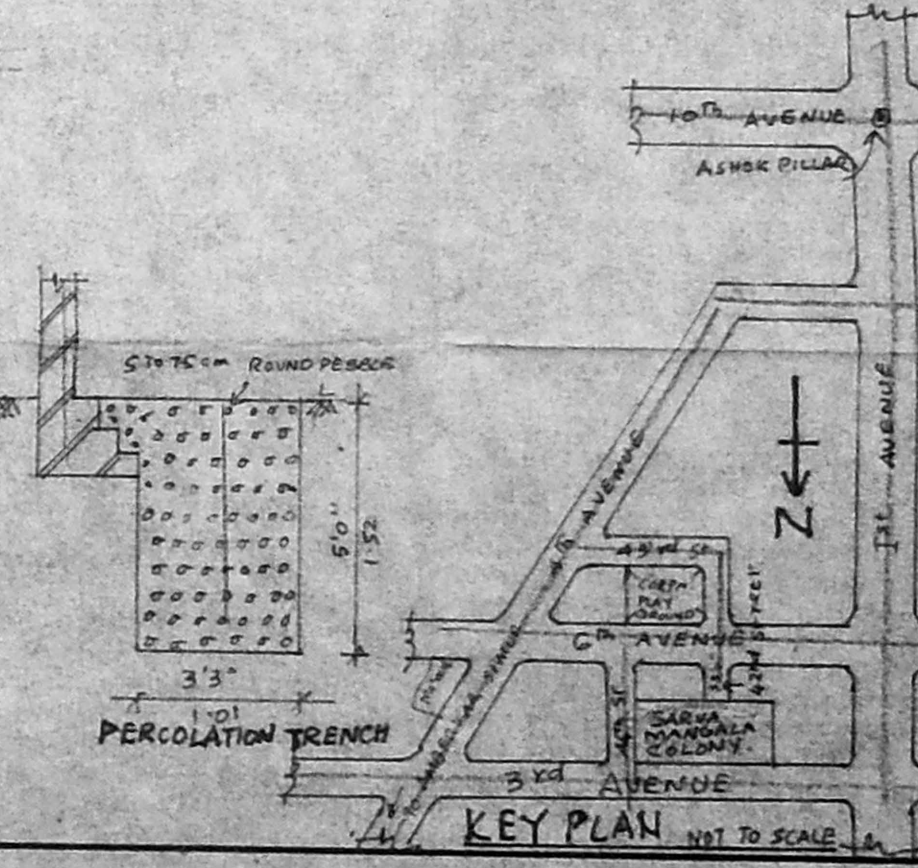 10th AVENUE
ASHOK PILLAR
5 TO 75 cm ROUND PEBBLE
5'0"
1.52
3'3"
1.01
PERCOLATION TRENCH
1st AVENUE
N
4th AVENUE
43rd St
CORPN
PLAY
GROUND
42nd STREET
6th AVENUE
SARVA
MANGALA
COLONY.
3rd AVENUE
KEY PLAN NOT TO SCALE